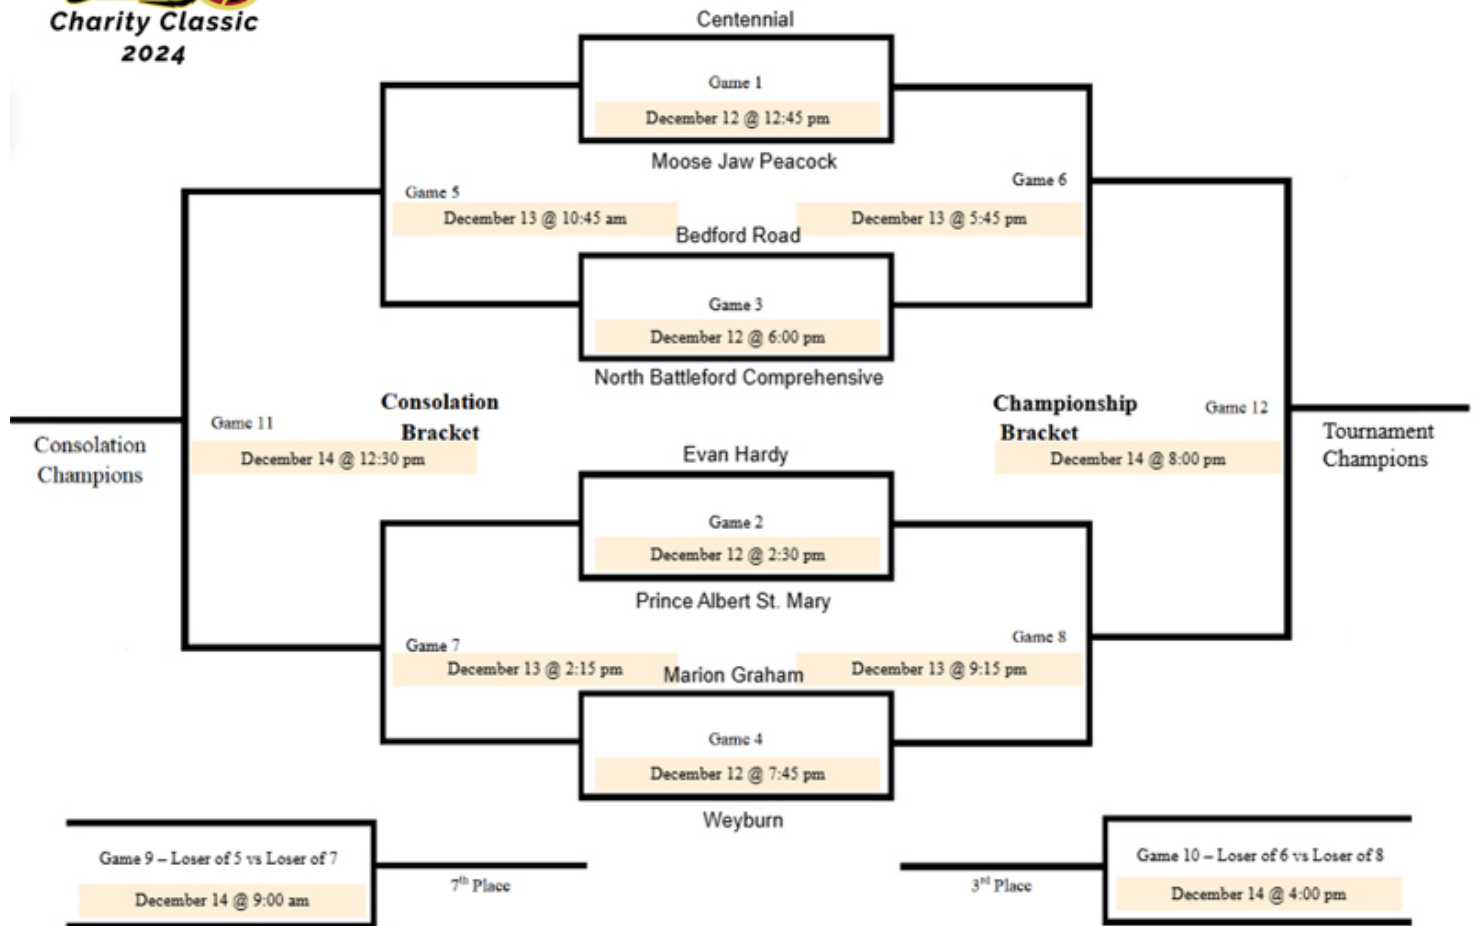 Charity Classic
2024
Centennial
Game 1
December 12 @ 12:45 pm
Moose Jaw Peacock
Game 5
December 13 @ 10:45 am
Game 6
December 13 @ 5:45 pm
Bedford Road
Game 3
December 12 @ 6:00 pm
North Battleford Comprehensive
Consolation
Bracket
Championship
Bracket
Game 11
December 14 @ 12:30 pm
Consolation
Champions
Game 12
December 14 @ 8:00 pm
Tournament
Champions
Evan Hardy
Game 2
December 12 @ 2:30 pm
Prince Albert St. Mary
Game 7
December 13 @ 2:15 pm
Game 8
December 13 @ 9:15 pm
Marion Graham
Game 4
December 12 @ 7:45 pm
Weyburn
Game 9 – Loser of 5 vs Loser of 7
December 14 @ 9:00 am
7th Place
3rd Place
Game 10 – Loser of 6 vs Loser of 8
December 14 @ 4:00 pm